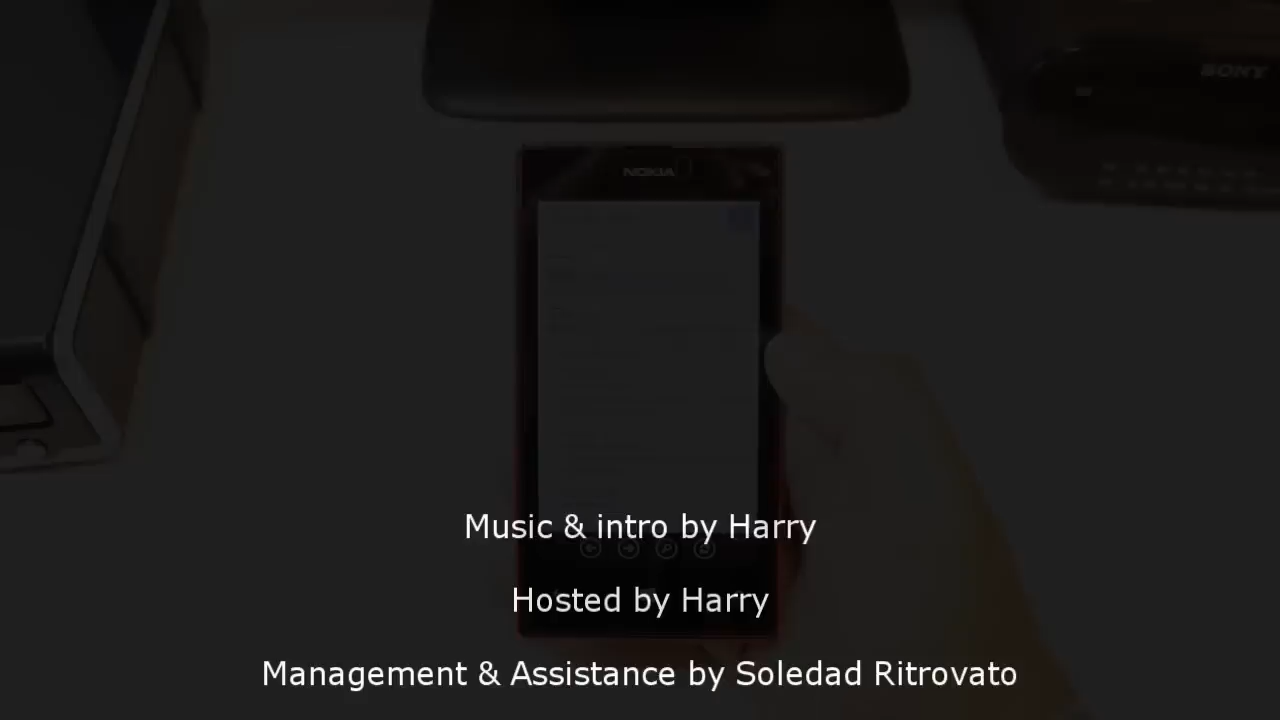 SONY
NOKIA
Music & intro by Harry
Hosted by Harry
Management & Assistance by Soledad Ritrovato